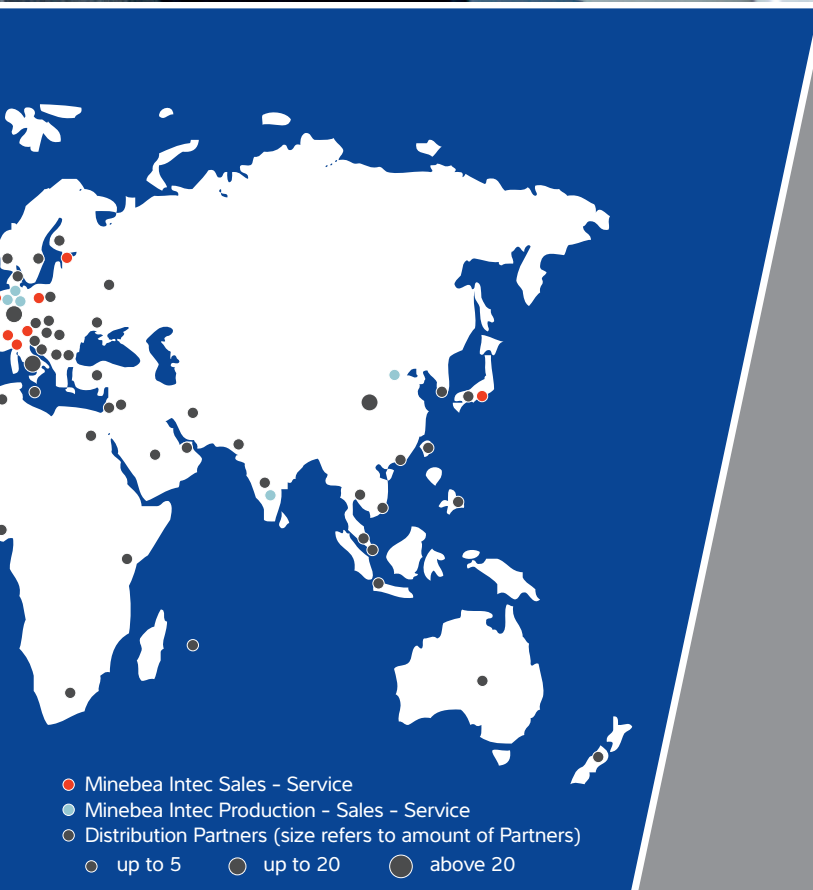 Minebea Intec Sales - Service
Minebea Intec Production - Sales - Service
Distribution Partners (size refers to amount of Partners)
up to 5 up to 20 above 20